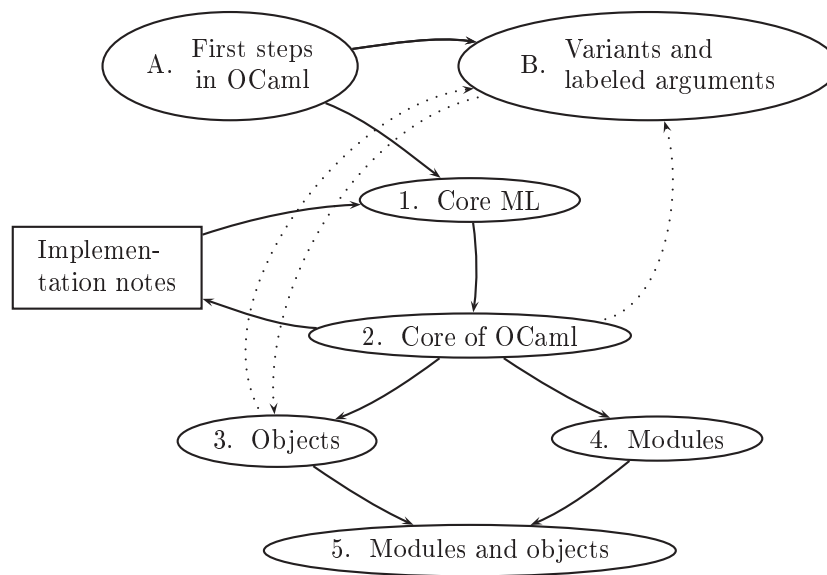 A. First steps
in OCaml
B. Variants and
labeled arguments
1. Core ML
Implemen-
tation notes
2. Core of OCaml
3. Objects
4. Modules
5. Modules and objects